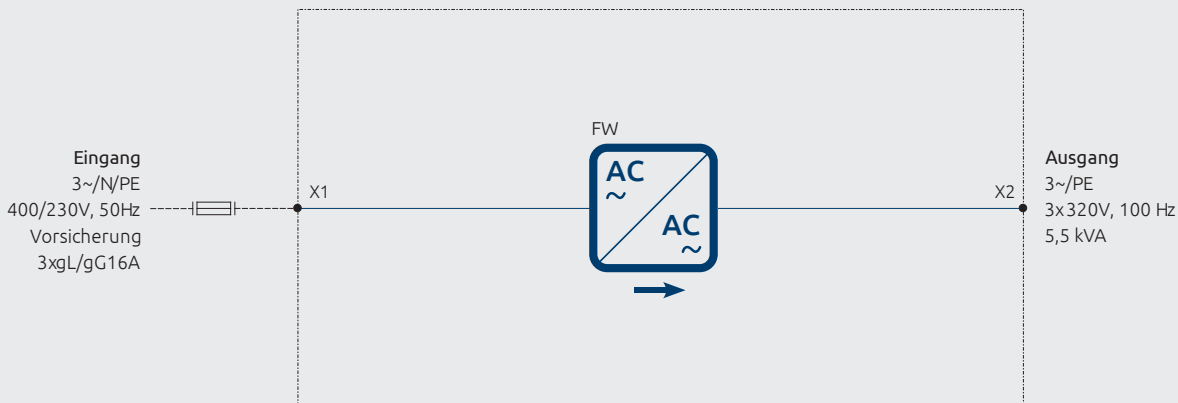 Eingang
3~/N/PE
400/230V, 50Hz
Vorsicherung
3xgL/gG16A
X1
FW
AC
~
AC
~
X2
Ausgang
3~/PE
3x320V, 100 Hz
5,5 kVA